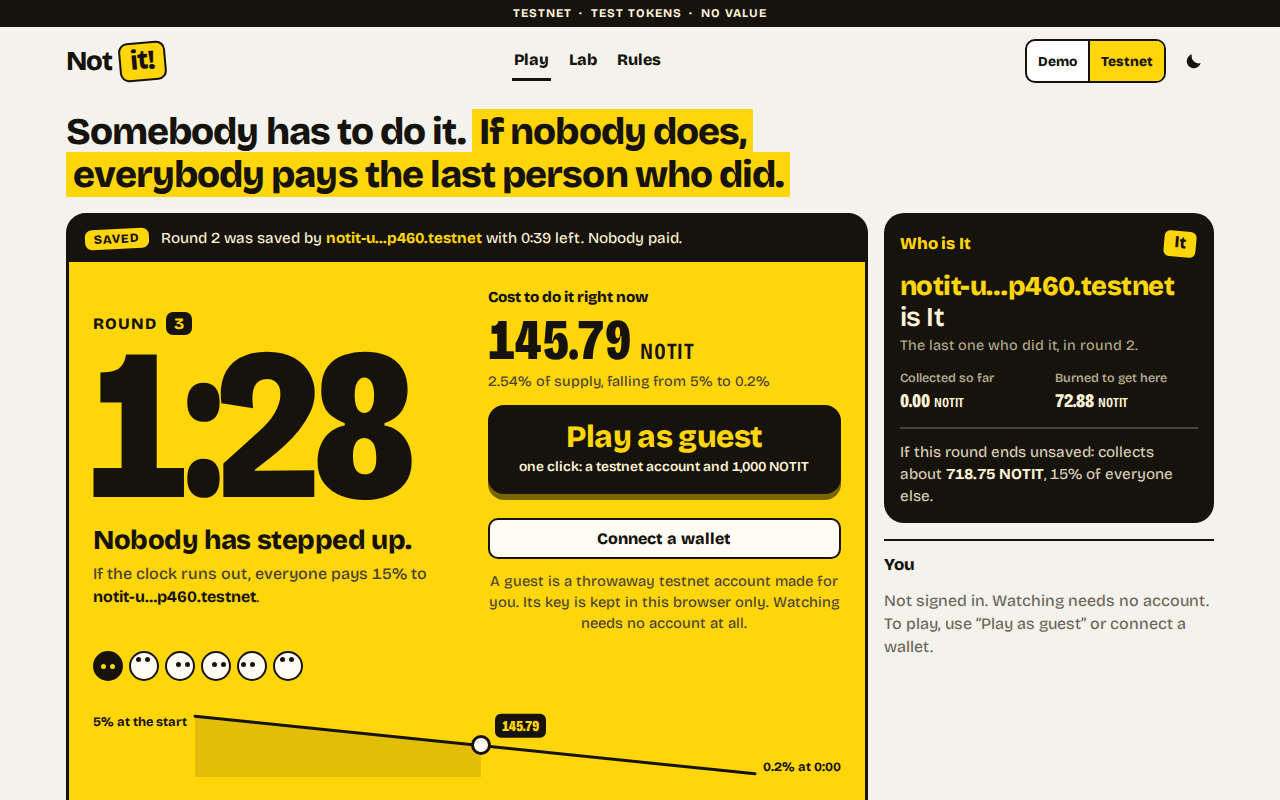 TESTNET · TEST TOKENS · NO VALUE
Not it!
Play Lab Rules
Demo Testnet
Somebody has to do it. If nobody does,
everybody pays the last person who did.
SAVED Round 2 was saved by notit-u...p460.testnet with 0:39 left. Nobody paid.
ROUND 3
1:28
Nobody has stepped up.
If the clock runs out, everyone pays 15% to
notit-u...p460.testnet.
Cost to do it right now
145.79 NOTIT
2.54% of supply, falling from 5% to 0.2%
Play as guest
one click: a testnet account and 1,000 NOTIT
Connect a wallet
A guest is a throwaway testnet account made for
you. Its key is kept in this browser only. Watching
needs no account at all.
5% at the start
145.79
0.2% at 0:00
Who is It
It
notit-u...p460.testnet
is It
The last one who did it, in round 2.
Collected so far
0.00 NOTIT
Burned to get here
72.88 NOTIT
If this round ends unsaved: collects
about 718.75 NOTIT, 15% of everyone
else.
You
Not signed in. Watching needs no account.
To play, use “Play as guest” or connect a
wallet.